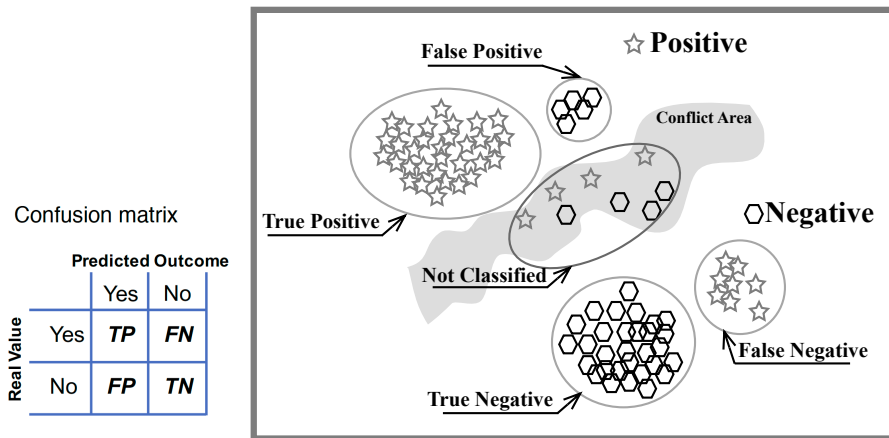 Confusion matrix
Predicted Outcome
Yes No
Real Value
Yes TP FN
No FP TN
False Positive
Positive
Conflict Area
True Positive
Negative
Not Classified
False Negative
True Negative